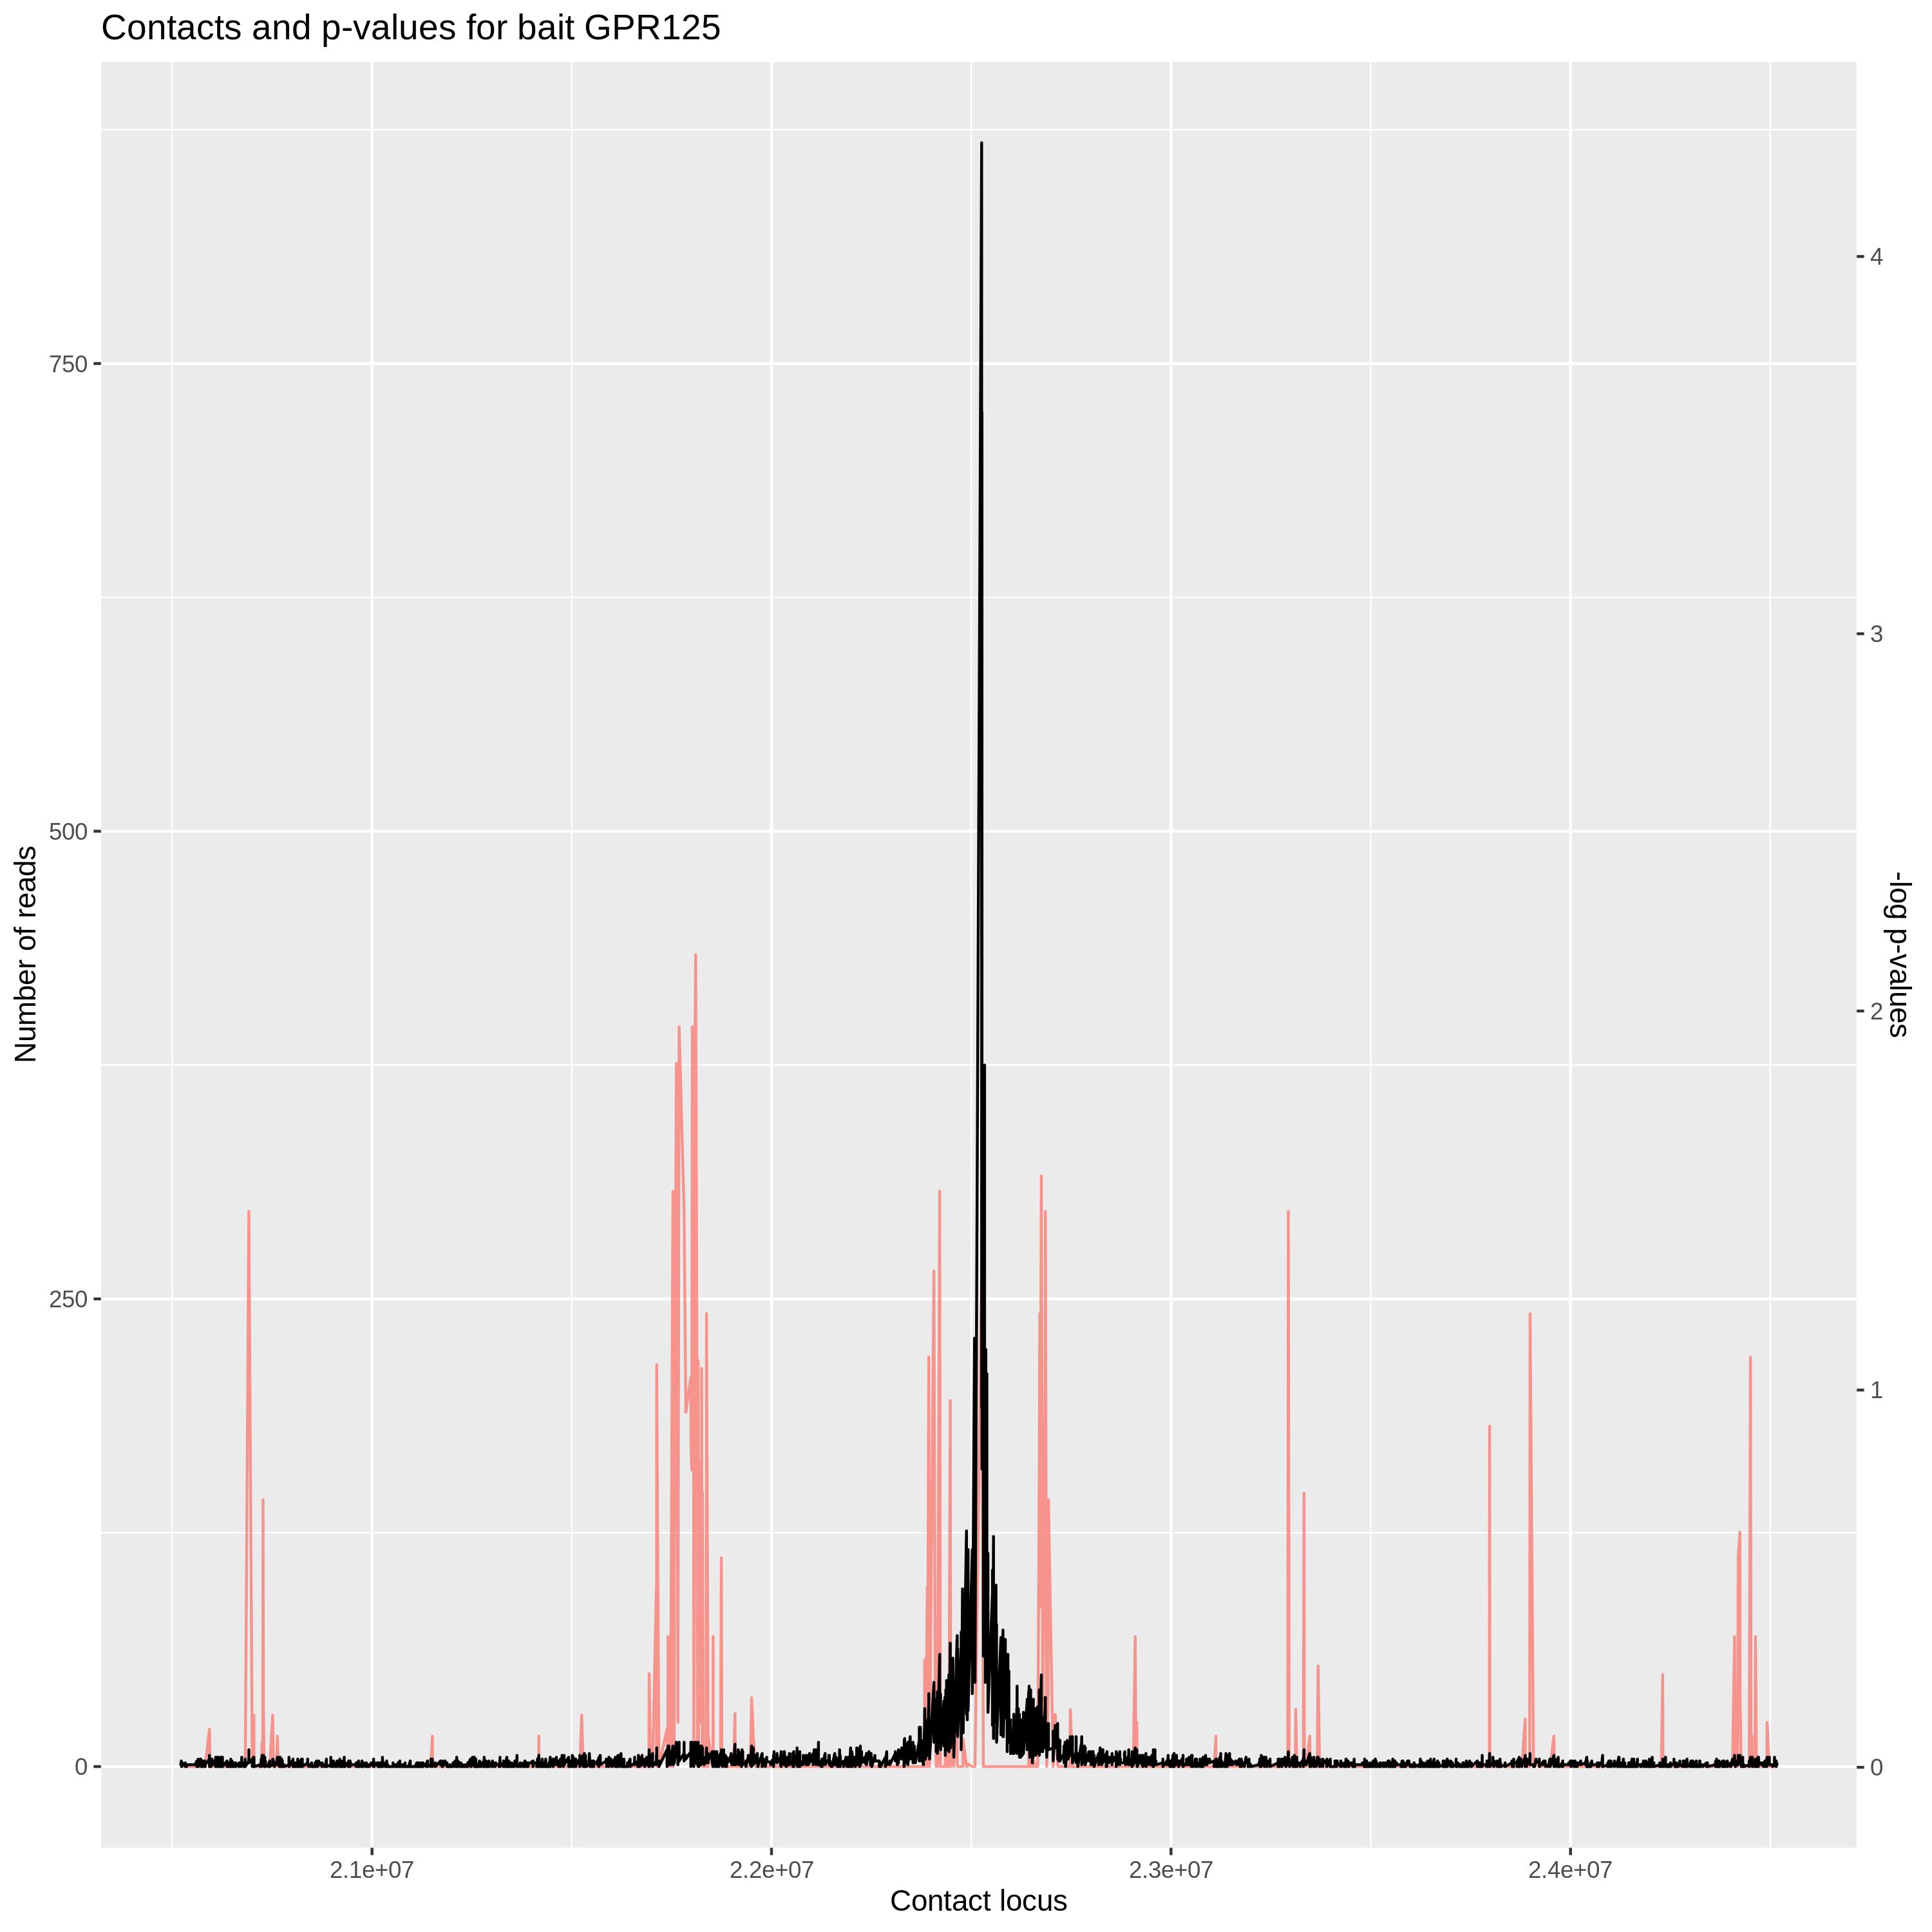 Contacts and p-values for bait GPR125
Number of reads
750
500
250
0
4
3
2
1
0
-log p-values
2.1e+07 2.2e+07 2.3e+07 2.4e+07
Contact locus